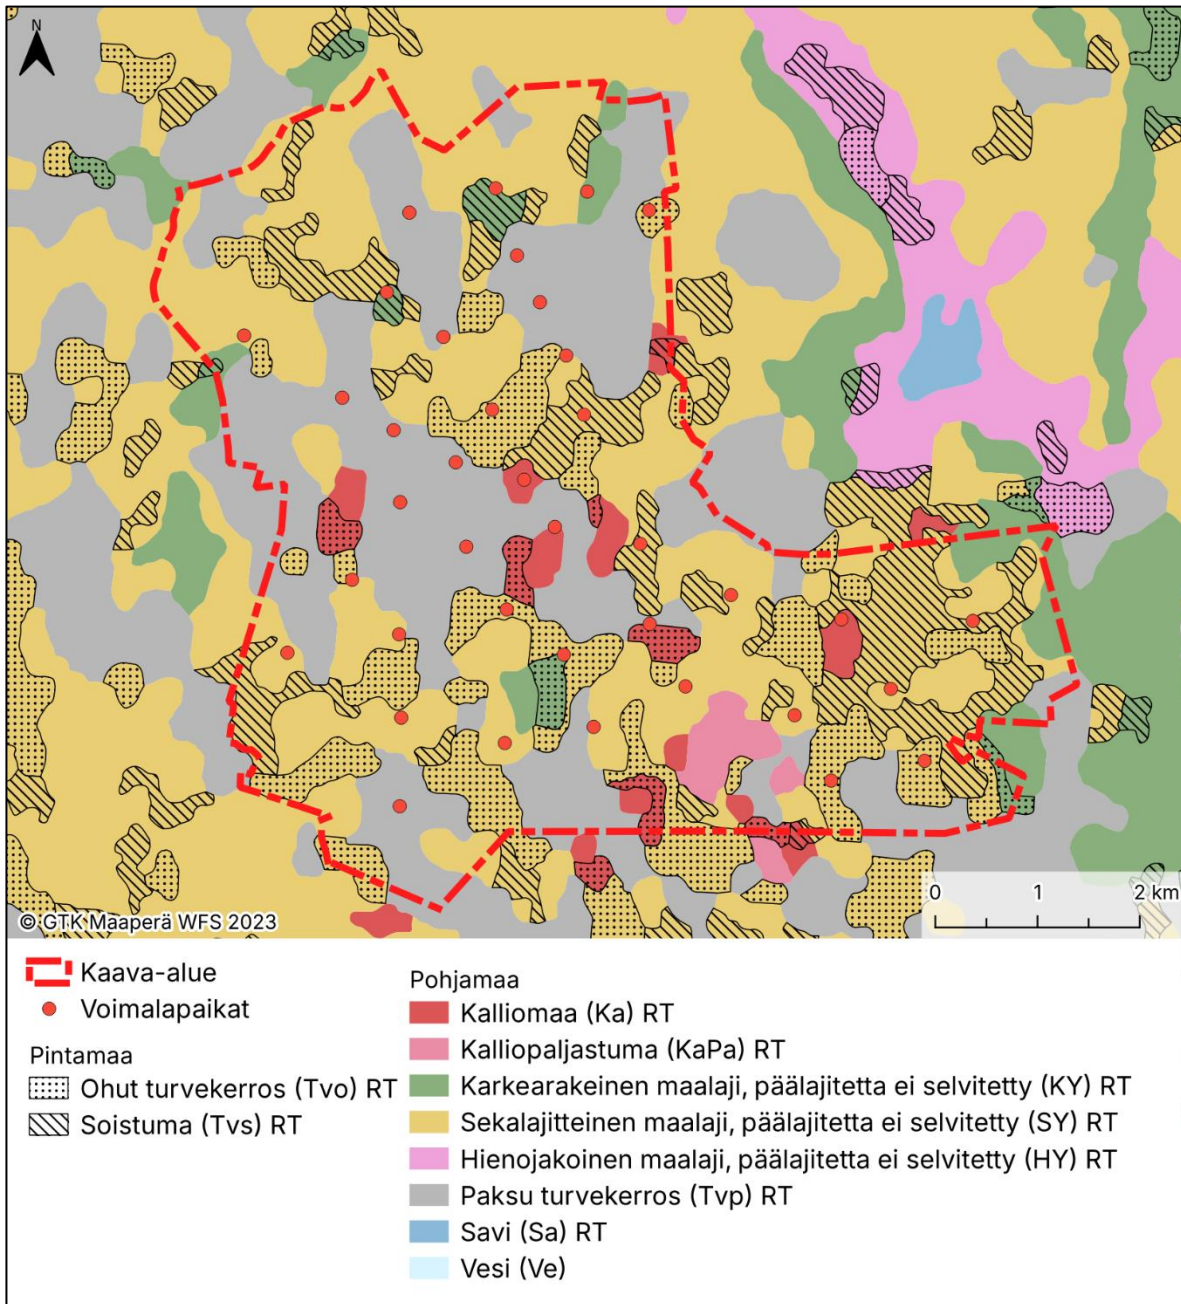 N
0 1 2 km
© GTK Maaperä WFS 2023
Kaava-alue
Voimalapaikat
Pintamaa
Ohut turvekerros (Tvo) RT
Soistuma (Tvs) RT
Pohjamaa
Kalliomaa (Ka) RT
Kalliopaljastuma (KaPa) RT
Karkearakeinen maalaji, päälajitetta ei selvitetty (KY) RT
Sekalajitteinen maalaji, päälajitetta ei selvitetty (SY) RT
Hienojakoinen maalaji, päälajitetta ei selvitetty (HY) RT
Paksu turvekerros (Tvp) RT
Savi (Sa) RT
Vesi (Ve)